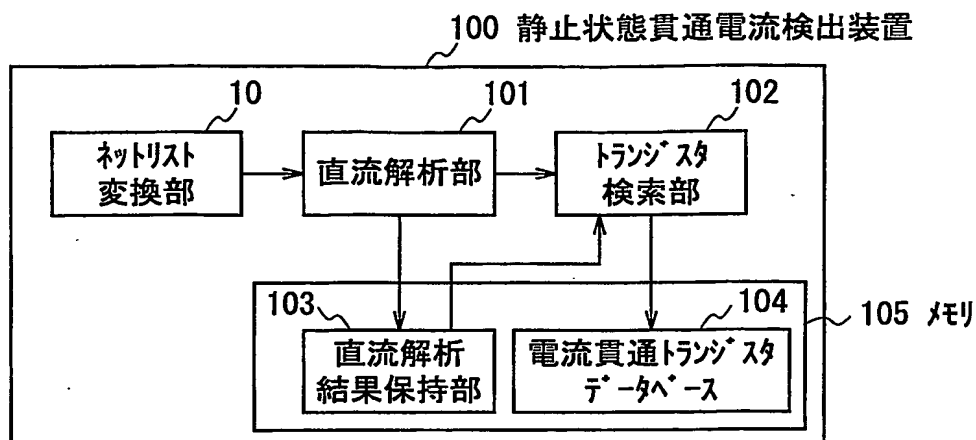 100 静止状態貫通電流検出装置
10
101
102
ネットリスト
変換部
直流解析部
トランジスタ
検索部
103
104
105 メモリ
直流解析
結果保持部
電流貫通トランジスタ
データベース